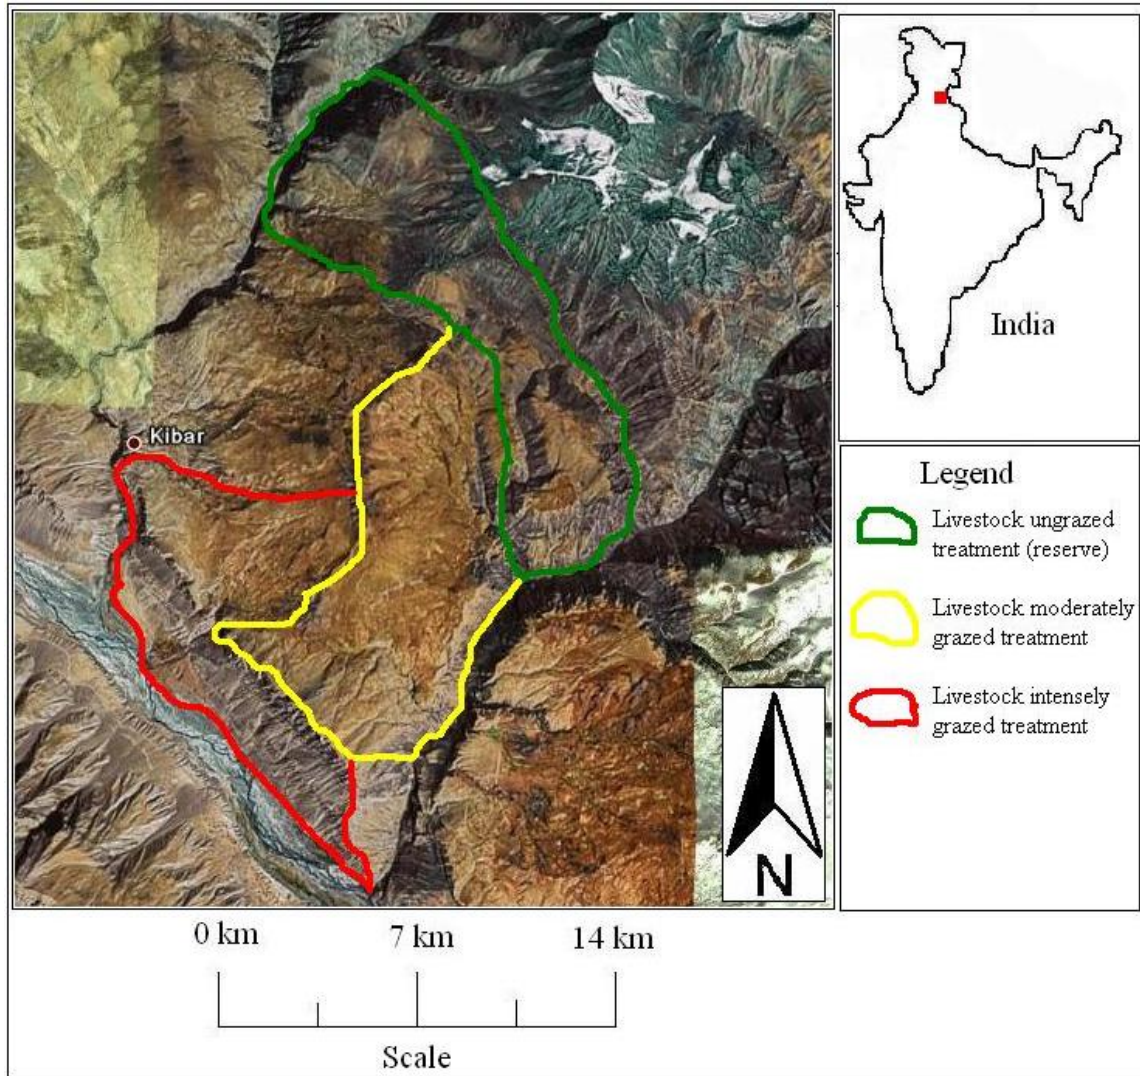 Kibar
N
India
Legend
Livestock ungrazed
treatment (reserve)
Livestock moderately
grazed treatment
Livestock intensely
grazed treatment
0 km 7 km 14 km
Scale